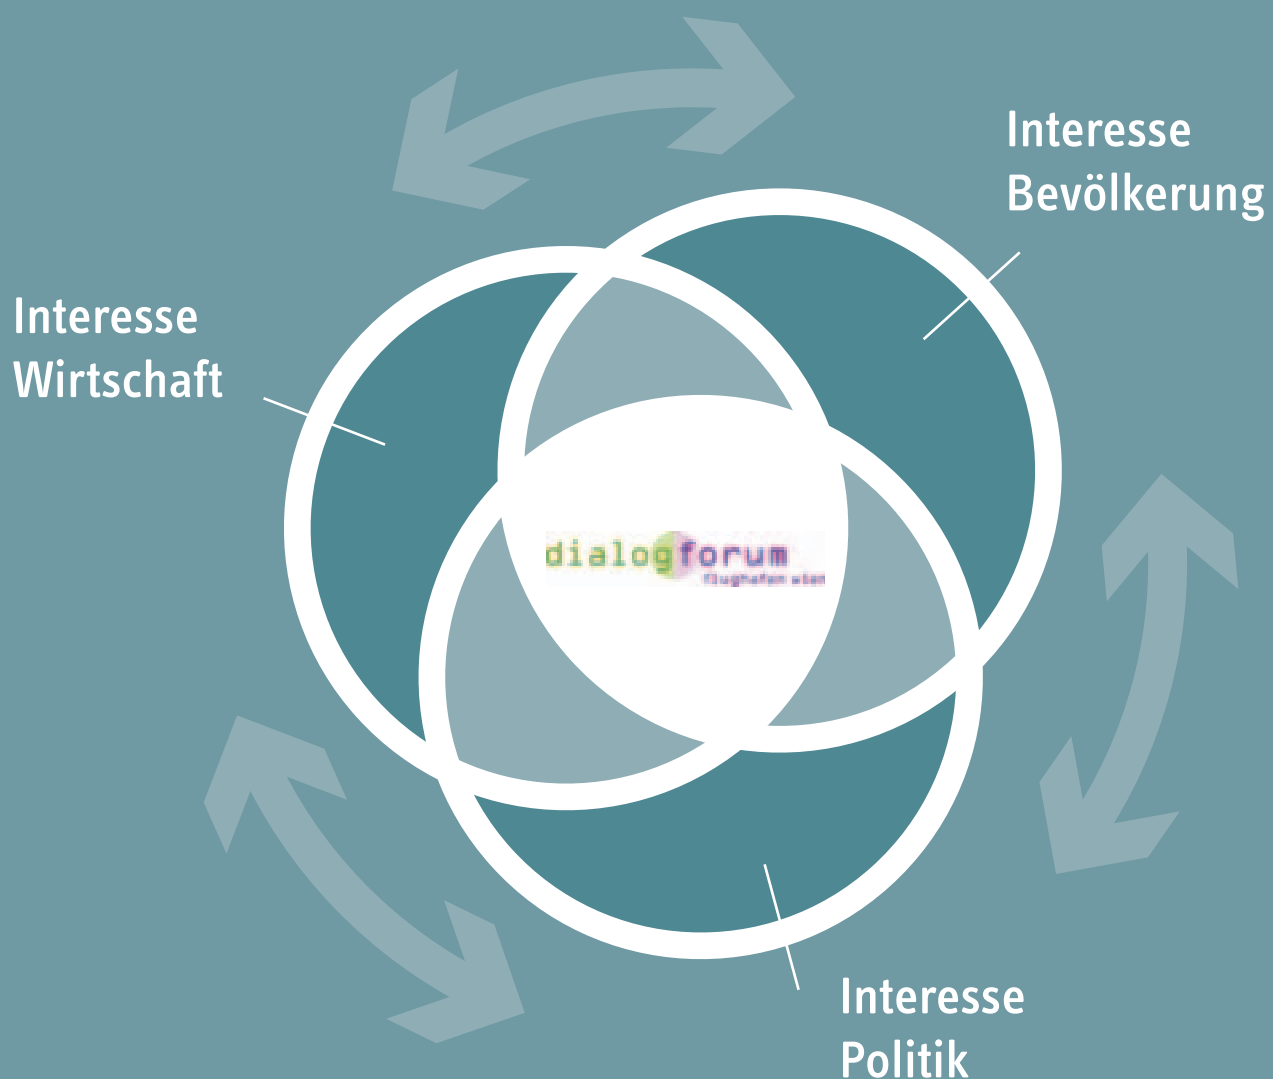 Interesse
Bevölkerung
Interesse
Wirtschaft
dialogforum
flughafen wien
Interesse
Politik